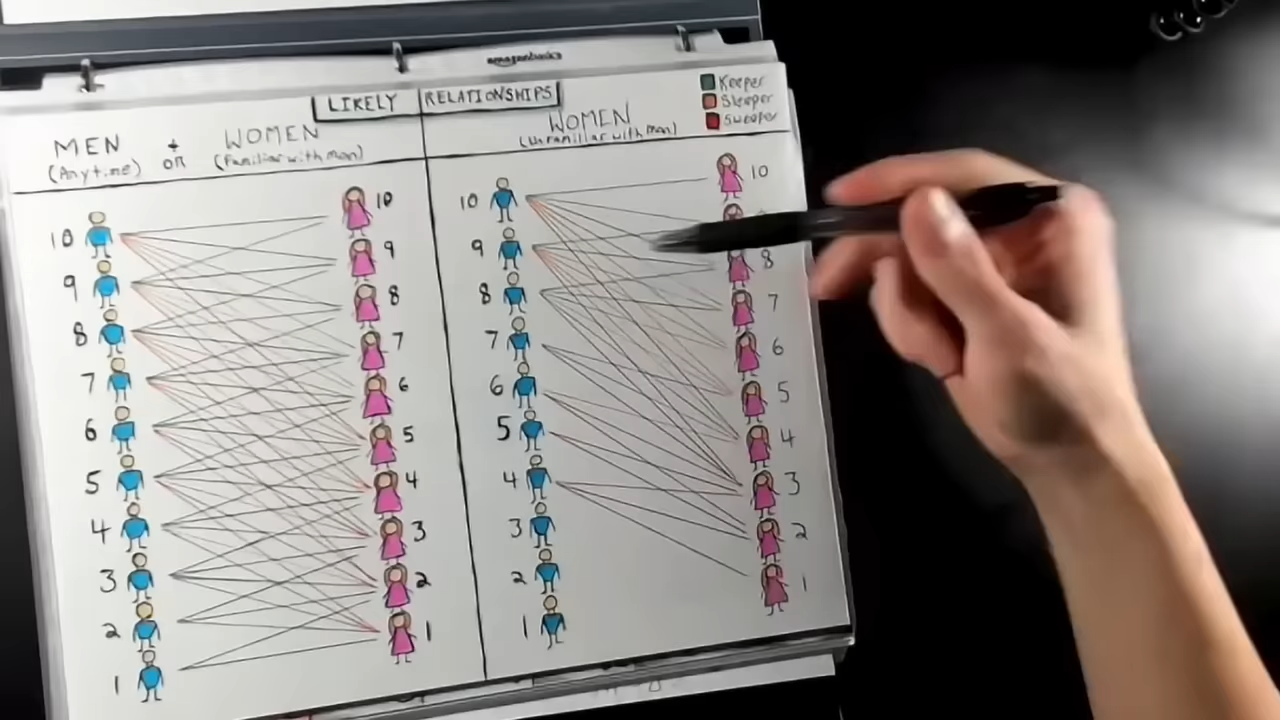 amazonbasics
LIKELY RELATIONSHIPS
Keeper
Sleeper
Sweeper
MEN + or WOMEN
(Anytime) (Familiar with man)
WOMEN
(Unfamiliar with man)
10 10 10 10
9 9 9
8 8 8 8
7 7 7 7
6 6 6 6
5 5 5 5
4 4 4 4
3 3 3 3
2 2 2 2
1 1 1 1